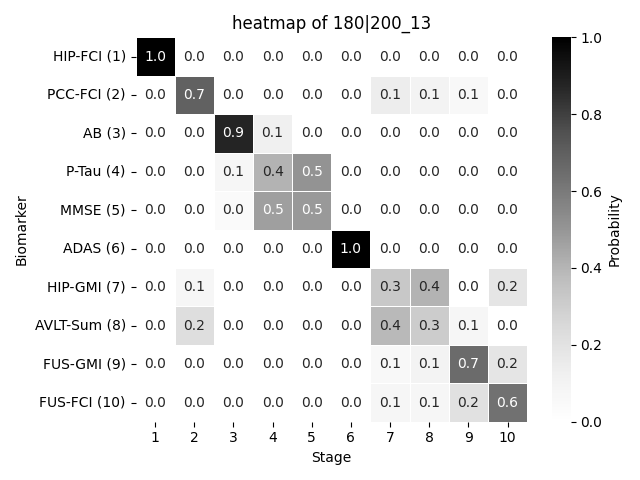 heatmap of 180|200_13
HIP-FCI (1) 1.0 0.0 0.0 0.0 0.0 0.0 0.0 0.0 0.0 0.0
PCC-FCI (2) 0.0 0.7 0.0 0.0 0.0 0.0 0.1 0.1 0.1 0.0
AB (3) 0.0 0.0 0.9 0.1 0.0 0.0 0.0 0.0 0.0 0.0
P-Tau (4) 0.0 0.0 0.1 0.4 0.5 0.0 0.0 0.0 0.0 0.0
MMSE (5) 0.0 0.0 0.0 0.5 0.5 0.0 0.0 0.0 0.0 0.0
ADAS (6) 0.0 0.0 0.0 0.0 0.0 1.0 0.0 0.0 0.0 0.0
HIP-GMI (7) 0.0 0.1 0.0 0.0 0.0 0.0 0.3 0.4 0.0 0.2
AVLT-Sum (8) 0.0 0.2 0.0 0.0 0.0 0.0 0.4 0.3 0.1 0.0
FUS-GMI (9) 0.0 0.0 0.0 0.0 0.0 0.0 0.1 0.1 0.7 0.2
FUS-FCI (10) 0.0 0.0 0.0 0.0 0.0 0.0 0.1 0.1 0.2 0.6
1 2 3 4 5 6 7 8 9 10
Stage
Biomarker
1.0
0.8
0.6
0.4
0.2
0.0
Probability